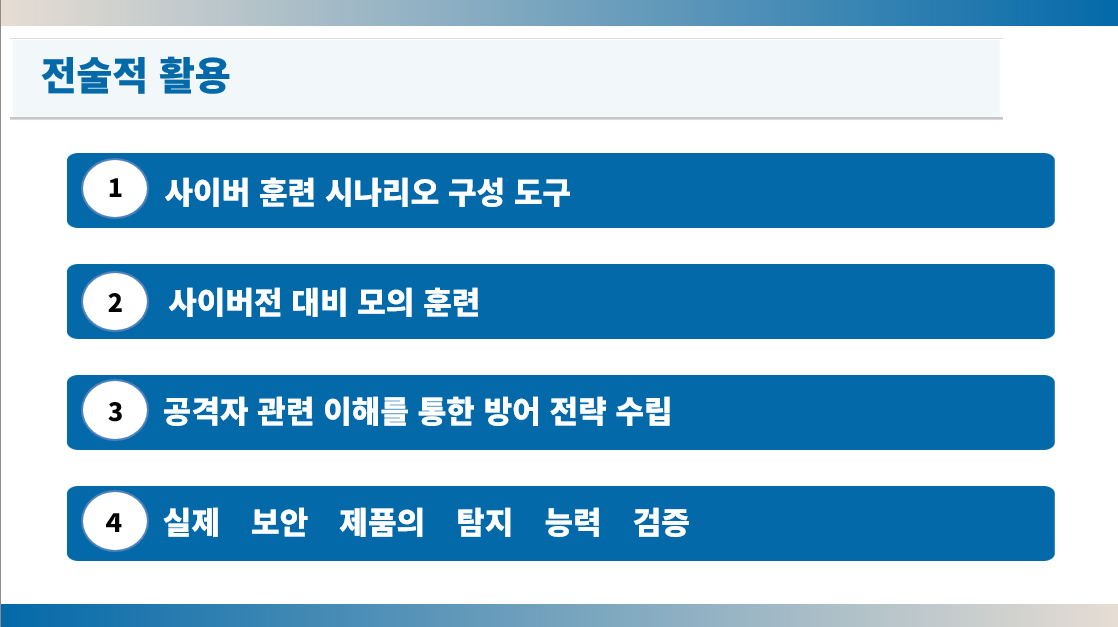 전술적 활용
1 사이버 훈련 시나리오 구성 도구
2 사이버전 대비 모의 훈련
3 공격자 관련 이해를 통한 방어 전략 수립
4 실제 보안 제품의 탐지 능력 검증